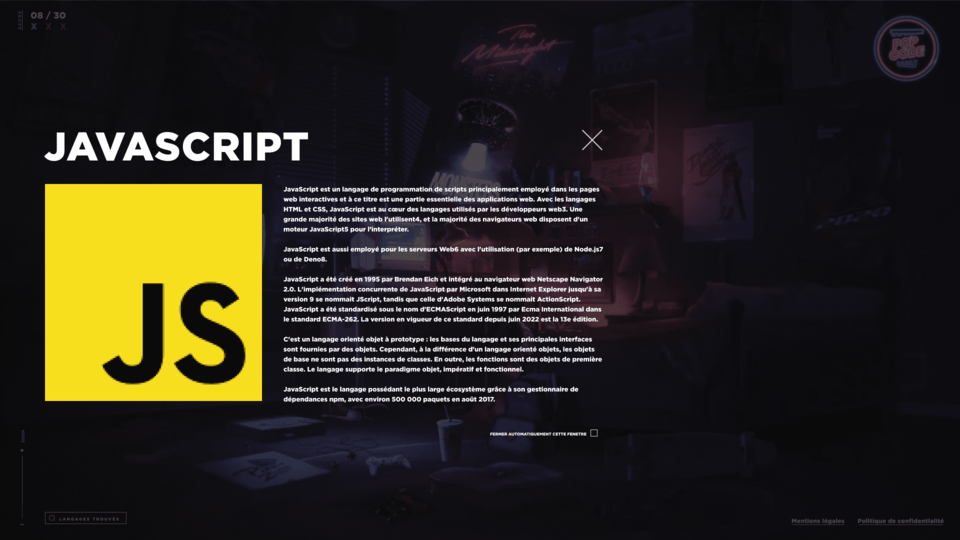 08 / 30
X X X
The
Midnight
POP
CODE
JAVASCRIPT
JS
JavaScript est un langage de programmation de scripts principalement employé dans les pages
web interactives et à ce titre est une partie essentielle des applications web. Avec les langages
HTML et CSS, JavaScript est au cœur des langages utilisés par les développeurs web3. Une
grande majorité des sites web l'utilisent4, et la majorité des navigateurs web disposent d'un
moteur JavaScript5 pour l'interpréter.
JavaScript est aussi employé pour les serveurs Web6 avec l'utilisation (par exemple) de Node.js7
ou de Deno8.
JavaScript a été créé en 1995 par Brendan Eich et intégré au navigateur web Netscape Navigator
2.0. L'implémentation concurrente de JavaScript par Microsoft dans Internet Explorer jusqu'à sa
version 9 se nommait JScript, tandis que celle d'Adobe Systems se nommait ActionScript.
JavaScript a été standardisé sous le nom d'ECMAScript en juin 1997 par Ecma International dans
le standard ECMA-262. La version en vigueur de ce standard depuis juin 2022 est la 13e édition.
C'est un langage orienté objet à prototype : les bases du langage et ses principales interfaces
sont fournies par des objets. Cependant, à la différence d'un langage orienté objets, les objets
de base ne sont pas des instances de classes. En outre, les fonctions sont des objets de première
classe. Le langage supporte le paradigme objet, impératif et fonctionnel.
JavaScript est le langage possédant le plus large écosystème grâce à son gestionnaire de
dépendances npm, avec environ 500 000 paquets en août 2017.
FERMER AUTOMATIQUEMENT CETTE FENETRE
LANGAGES TROUVÉS
Mentions légales
Politique de confidentialité